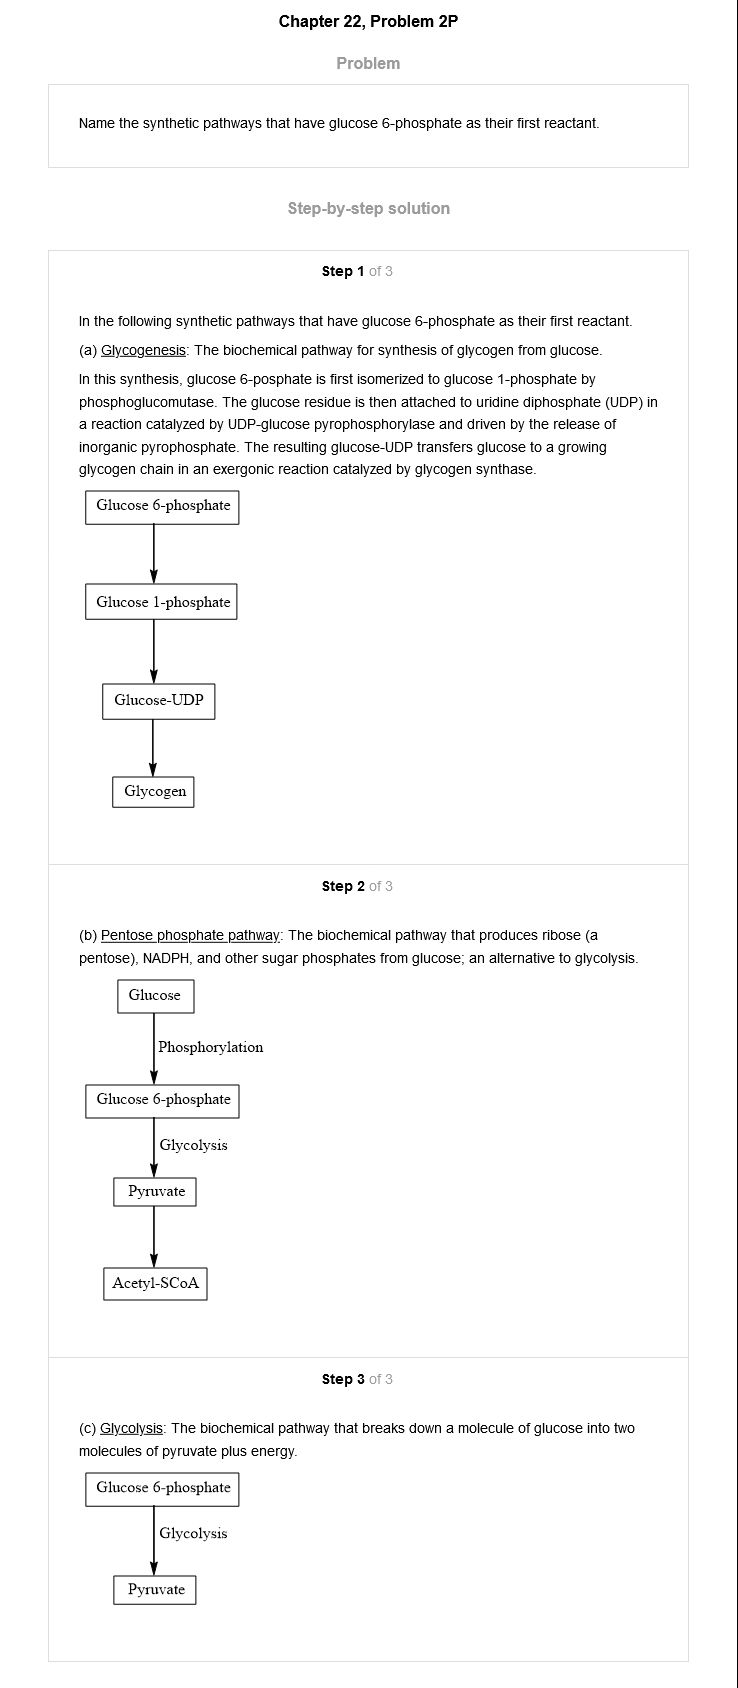 Chapter 22, Problem 2P
Problem
Name the synthetic pathways that have glucose 6-phosphate as their first reactant.
Step-by-step solution
Step 1 of 3
In the following synthetic pathways that have glucose 6-phosphate as their first reactant.
(a) Glycogenesis: The biochemical pathway for synthesis of glycogen from glucose.
In this synthesis, glucose 6-posphate is first isomerized to glucose 1-phosphate by
phosphoglucomutase. The glucose residue is then attached to uridine diphosphate (UDP) in
a reaction catalyzed by UDP-glucose pyrophosphorylase and driven by the release of
inorganic pyrophosphate. The resulting glucose-UDP transfers glucose to a growing
glycogen chain in an exergonic reaction catalyzed by glycogen synthase.
Glucose 6-phosphate
Glucose 1-phosphate
Glucose-UDP
Glycogen
Step 2 of 3
(b) Pentose phosphate pathway: The biochemical pathway that produces ribose (a
pentose), NADPH, and other sugar phosphates from glucose; an alternative to glycolysis.
Glucose
Phosphorylation
Glucose 6-phosphate
Glycolysis
Pyruvate
Acetyl-SCoA
Step 3 of 3
(c) Glycolysis: The biochemical pathway that breaks down a molecule of glucose into two
molecules of pyruvate plus energy.
Glucose 6-phosphate
Glycolysis
Pyruvate